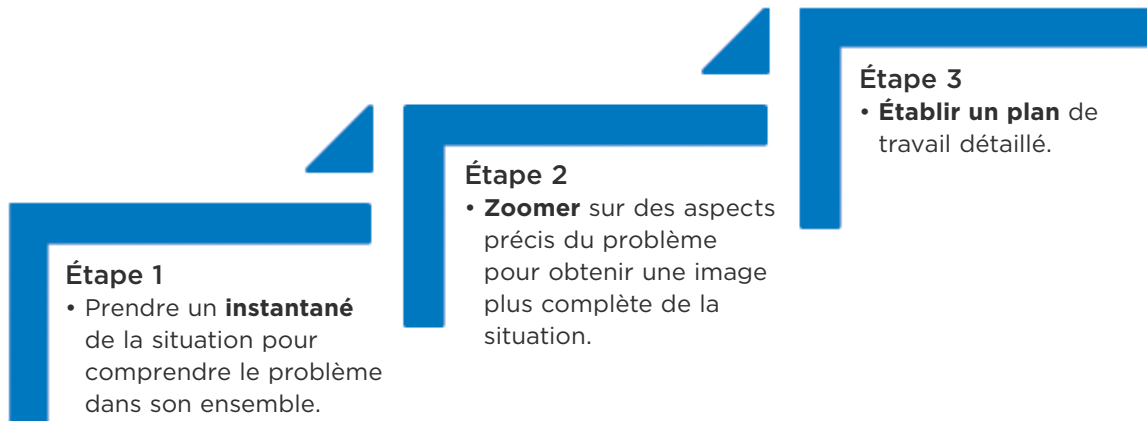 Étape 1
• Prendre un instantané
de la situation pour
comprendre le problème
dans son ensemble.
Étape 2
• Zoomer sur des aspects
précis du problème
pour obtenir une image
plus complète de la
situation.
Étape 3
• Établir un plan de
travail détaillé.